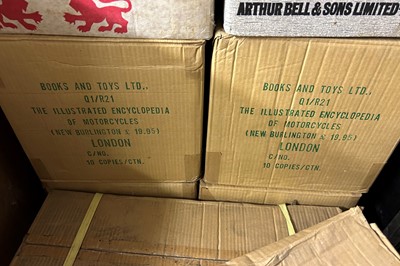 ARTHUR BELL & SONS LIMITED
BOOKS AND TOYS LTD.,
Q1/R21
THE ILLUSTRATED ENCYCLOPEDIA
OF MOTORCYCLES
(NEW BURLINGTON £ 19.95)
LONDON
C/NO.
10 COPIES/CTN.
BOOKS AND TOYS LTD.,
Q1/R21
THE ILLUSTRATED ENCYCLOPEDIA
OF MOTORCYCLES
(NEW BURLINGTON £ 19.95)
LONDON
C/NO.
10 COPIES/CTN.